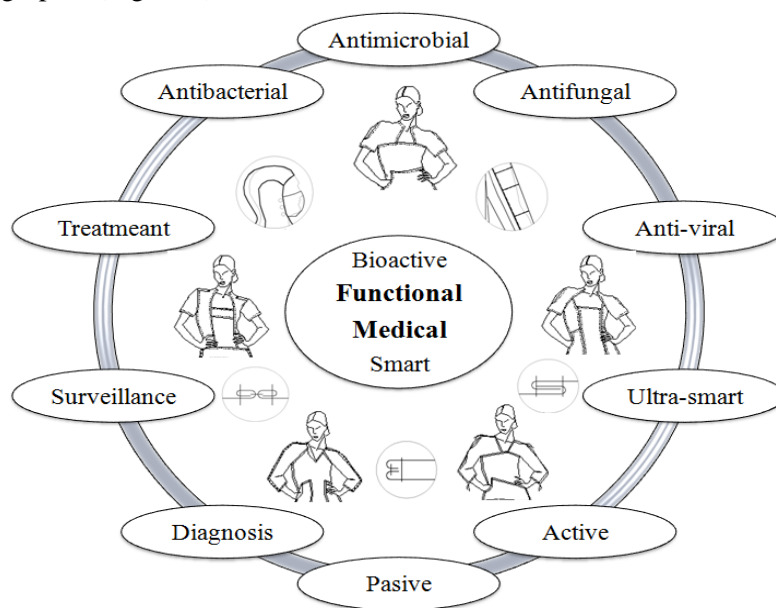 Antimicrobial
Antibacterial
Antifungal
Treatmeant
Anti-viral
Bioactive
Functional
Medical
Smart
Surveillance
Ultra-smart
Diagnosis
Active
Pasive